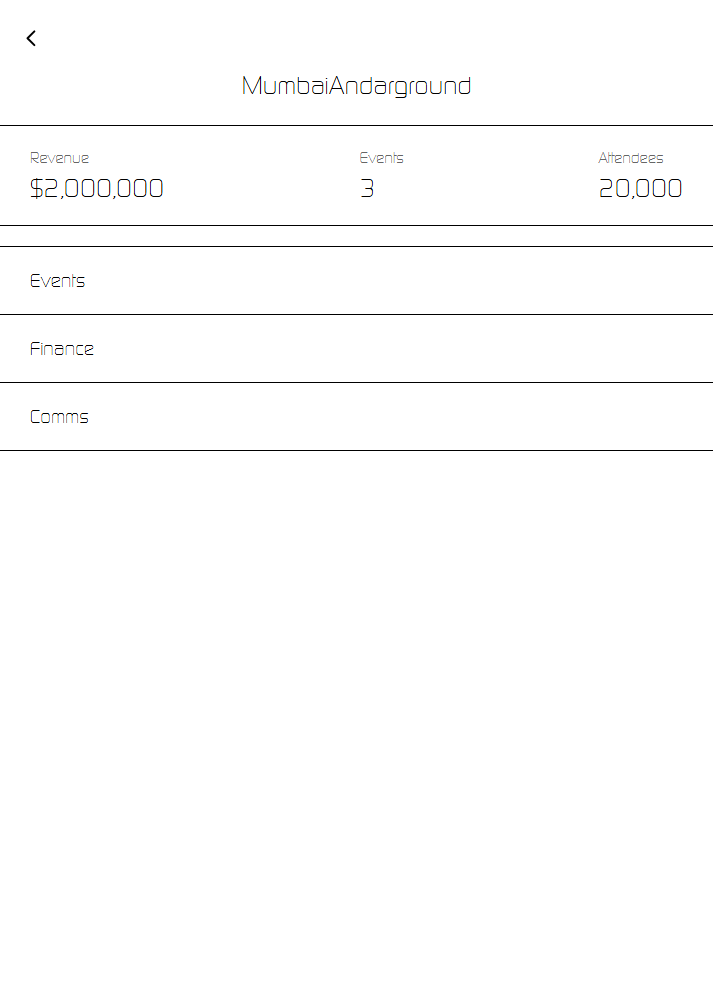 MumbaiAndarground
Revenue Events Attendees
$2,000,000 3 20,000
Events
Finance
Comms